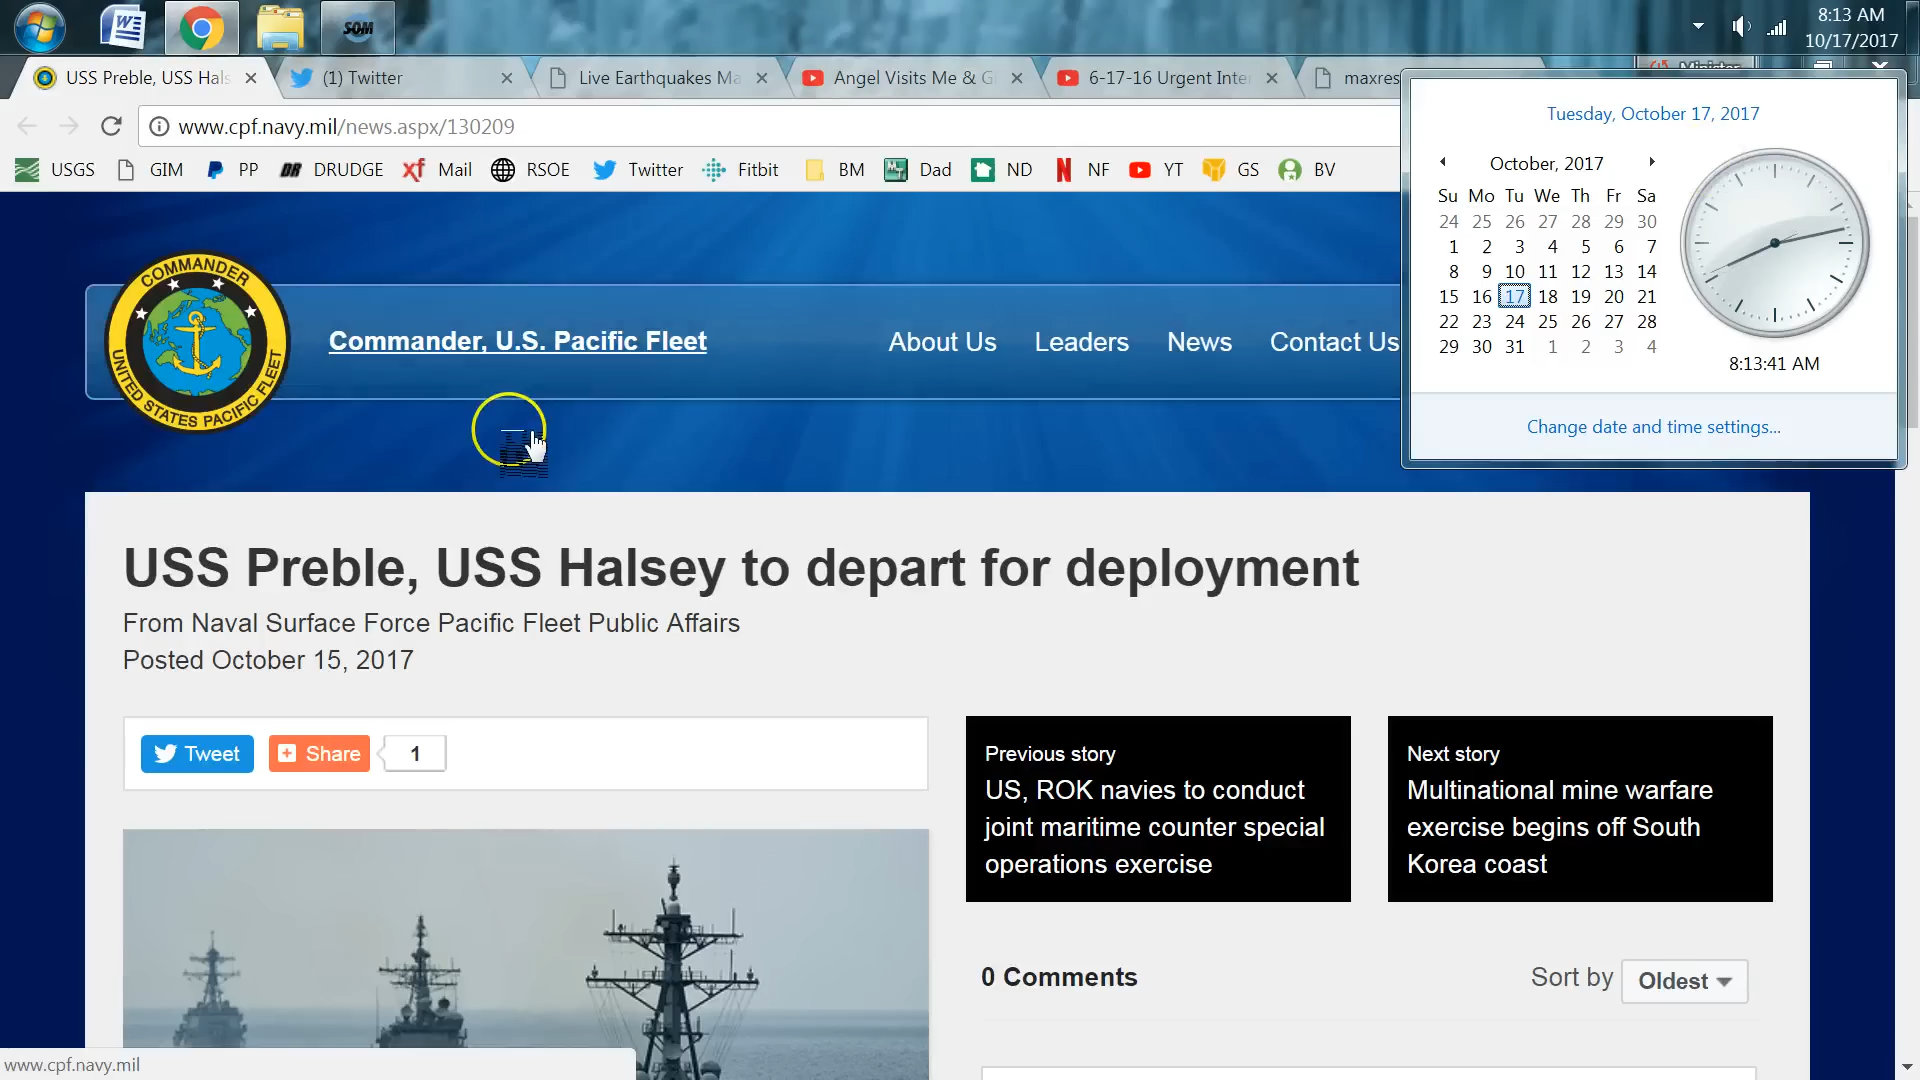 SOM
8:13 AM
10/17/2017
USS Preble, USS Hals
(1) Twitter
Live Earthquakes Ma
Angel Visits Me & G
6-17-16 Urgent Inte
maxres
www.cpf.navy.mil/news.aspx/130209
USGS GIM PP DRUDGE Mail RSOE Twitter Fitbit BM Dad ND NF YT GS BV
Tuesday, October 17, 2017
October, 2017
Su Mo Tu We Th Fr Sa
24 25 26 27 28 29 30
1 2 3 4 5 6 7
8 9 10 11 12 13 14
15 16 17 18 19 20 21
22 23 24 25 26 27 28
29 30 31 1 2 3 4
8:13:41 AM
Change date and time settings...
COMMANDER
UNITED STATES PACIFIC FLEET
Commander, U.S. Pacific Fleet
About Us Leaders News Contact Us
USS Preble, USS Halsey to depart for deployment
From Naval Surface Force Pacific Fleet Public Affairs
Posted October 15, 2017
Tweet Share 1
Previous story
US, ROK navies to conduct
joint maritime counter special
operations exercise
Next story
Multinational mine warfare
exercise begins off South
Korea coast
0 Comments
Sort by Oldest
www.cpf.navy.mil